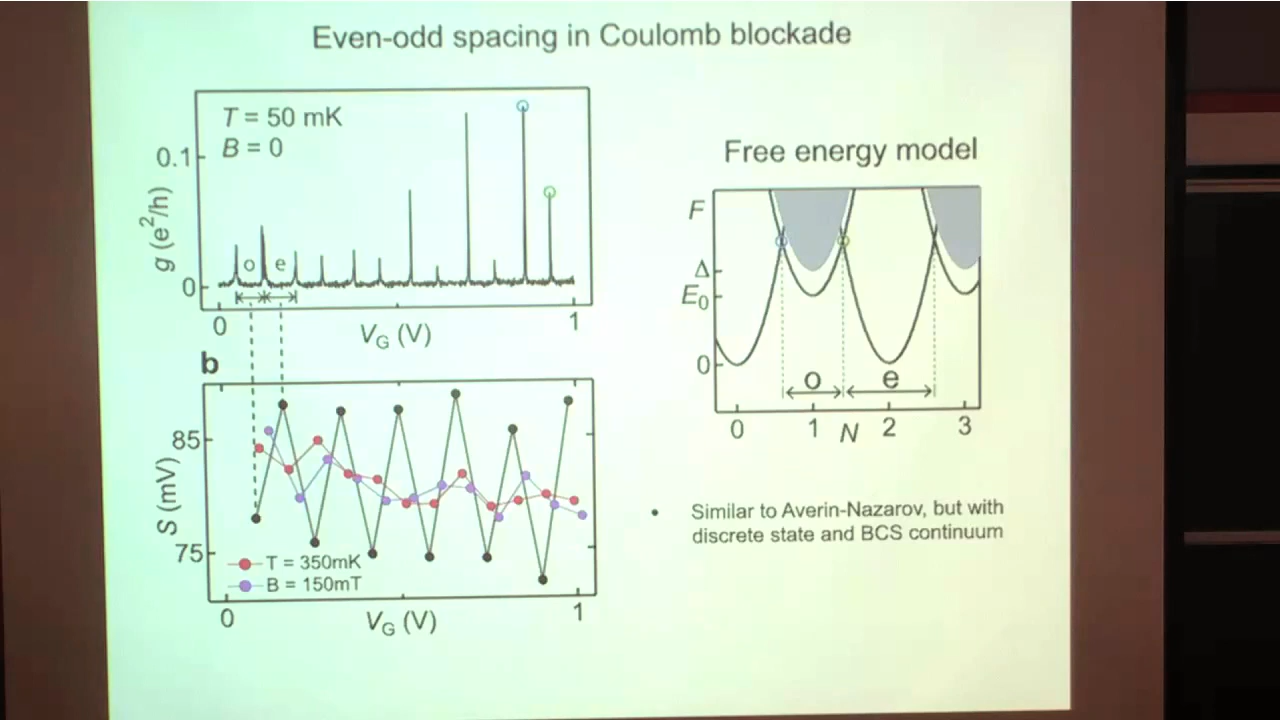 Even-odd spacing in Coulomb blockade
T = 50 mK
B = 0
0.1
g (e²/h)
o e
0
0 1
V_G (V)
b
85
S (mV)
75
T = 350mK
B = 150mT
0 1
V_G (V)
Free energy model
F
Δ
E₀
0
o e
0 1 N 2 3
• Similar to Averin-Nazarov, but with
discrete state and BCS continuum